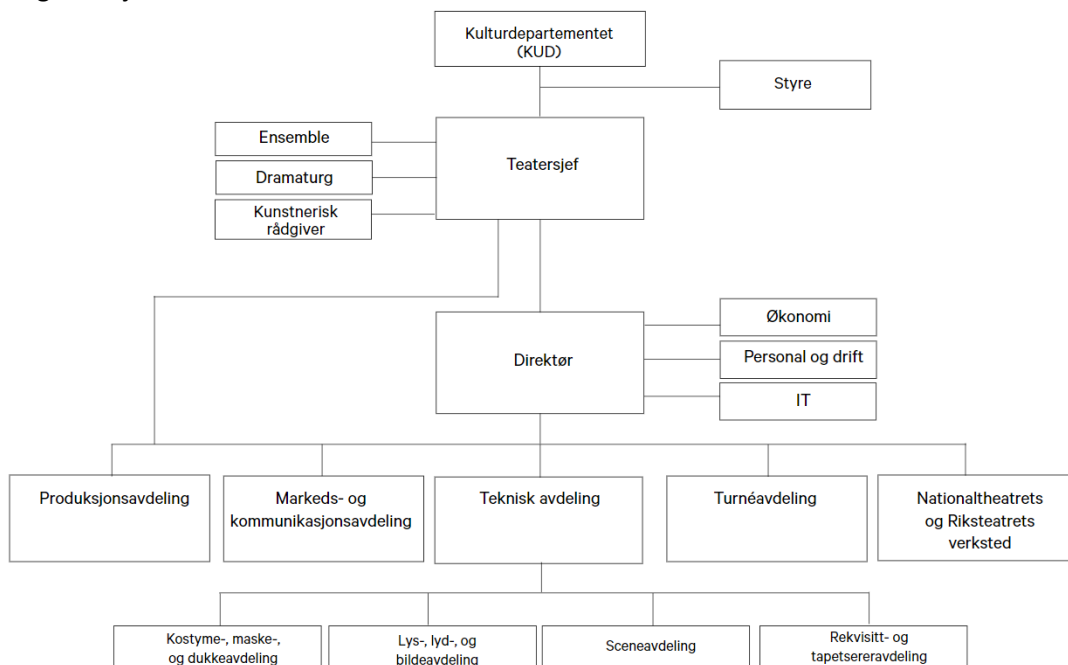 Kulturdepartementet
(KUD)
Styre
Ensemble
Dramaturg
Kunstnerisk
rådgiver
Teatersjef
Økonomi
Personal og drift
IT
Direktør
Produksjonsavdeling
Markeds- og
kommunikasjonsavdeling
Teknisk avdeling
Turnéavdeling
Nationaltheatrets
og Riksteatrets
verksted
Kostyme-, maske-,
og dukkeavdeling
Lys-, lyd-, og
bildeavdeling
Sceneavdeling
Rekvisitt- og
tapetsereravdeling